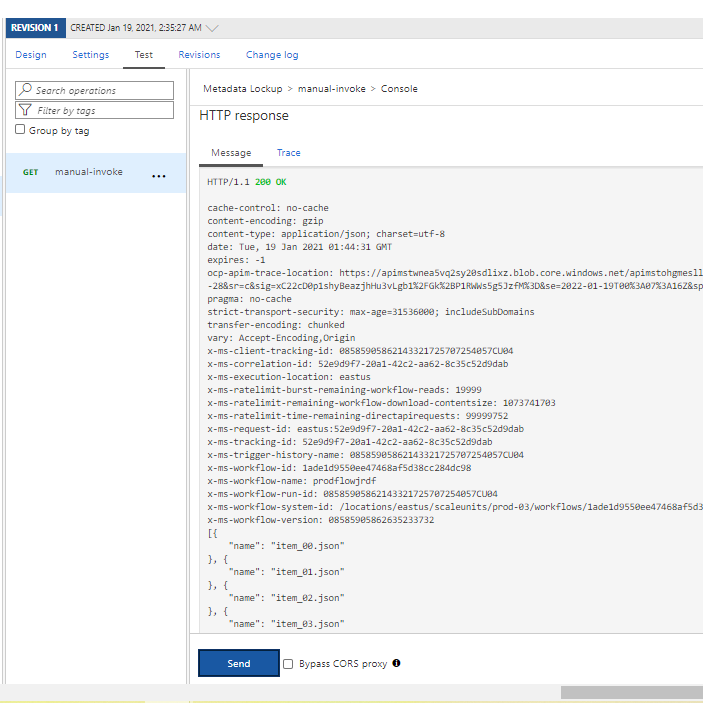 REVISION 1 CREATED Jan 19, 2021, 2:35:27 AM
Design Settings Test Revisions Change log
Search operations
Filter by tags
Group by tag
GET manual-invoke ...
Metadata Lockup > manual-invoke > Console
HTTP response
Message Trace
HTTP/1.1 200 OK
cache-control: no-cache
content-encoding: gzip
content-type: application/json; charset=utf-8
date: Tue, 19 Jan 2021 01:44:31 GMT
expires: -1
ocp-apim-trace-location: https://apimstwnea5vq2sy20sdlixz.blob.core.windows.net/apimstohgmesll
-28&sr=c&sig=xC22cD0p1shyBeazjhHu3vLgb1%2FGk%2BP1RWWs5g5JzfM%3D&se=2022-01-19T00%3A07%3A16Z&sp
pragma: no-cache
strict-transport-security: max-age=31536000; includeSubDomains
transfer-encoding: chunked
vary: Accept-Encoding,Origin
x-ms-client-tracking-id: 08585905862143321725707254057CU04
x-ms-correlation-id: 52e9d9f7-20a1-42c2-aa62-8c35c52d9dab
x-ms-execution-location: eastus
x-ms-ratelimit-burst-remaining-workflow-reads: 19999
x-ms-ratelimit-remaining-workflow-download-contentsize: 1073741703
x-ms-ratelimit-time-remaining-directapirequests: 99999752
x-ms-request-id: eastus:52e9d9f7-20a1-42c2-aa62-8c35c52d9dab
x-ms-tracking-id: 52e9d9f7-20a1-42c2-aa62-8c35c52d9dab
x-ms-trigger-history-name: 08585905862143321725707254057CU04
x-ms-workflow-id: 1ade1d9550ee47468af5d38cc284dc98
x-ms-workflow-name: prodflowjrdf
x-ms-workflow-run-id: 08585905862143321725707254057CU04
x-ms-workflow-system-id: /locations/eastus/scaleunits/prod-03/workflows/1ade1d9550ee47468af5d3
x-ms-workflow-version: 08585905862635233732
[{
"name": "item_00.json"
}, {
"name": "item_01.json"
}, {
"name": "item_02.json"
}, {
"name": "item_03.json"
Send Bypass CORS proxy